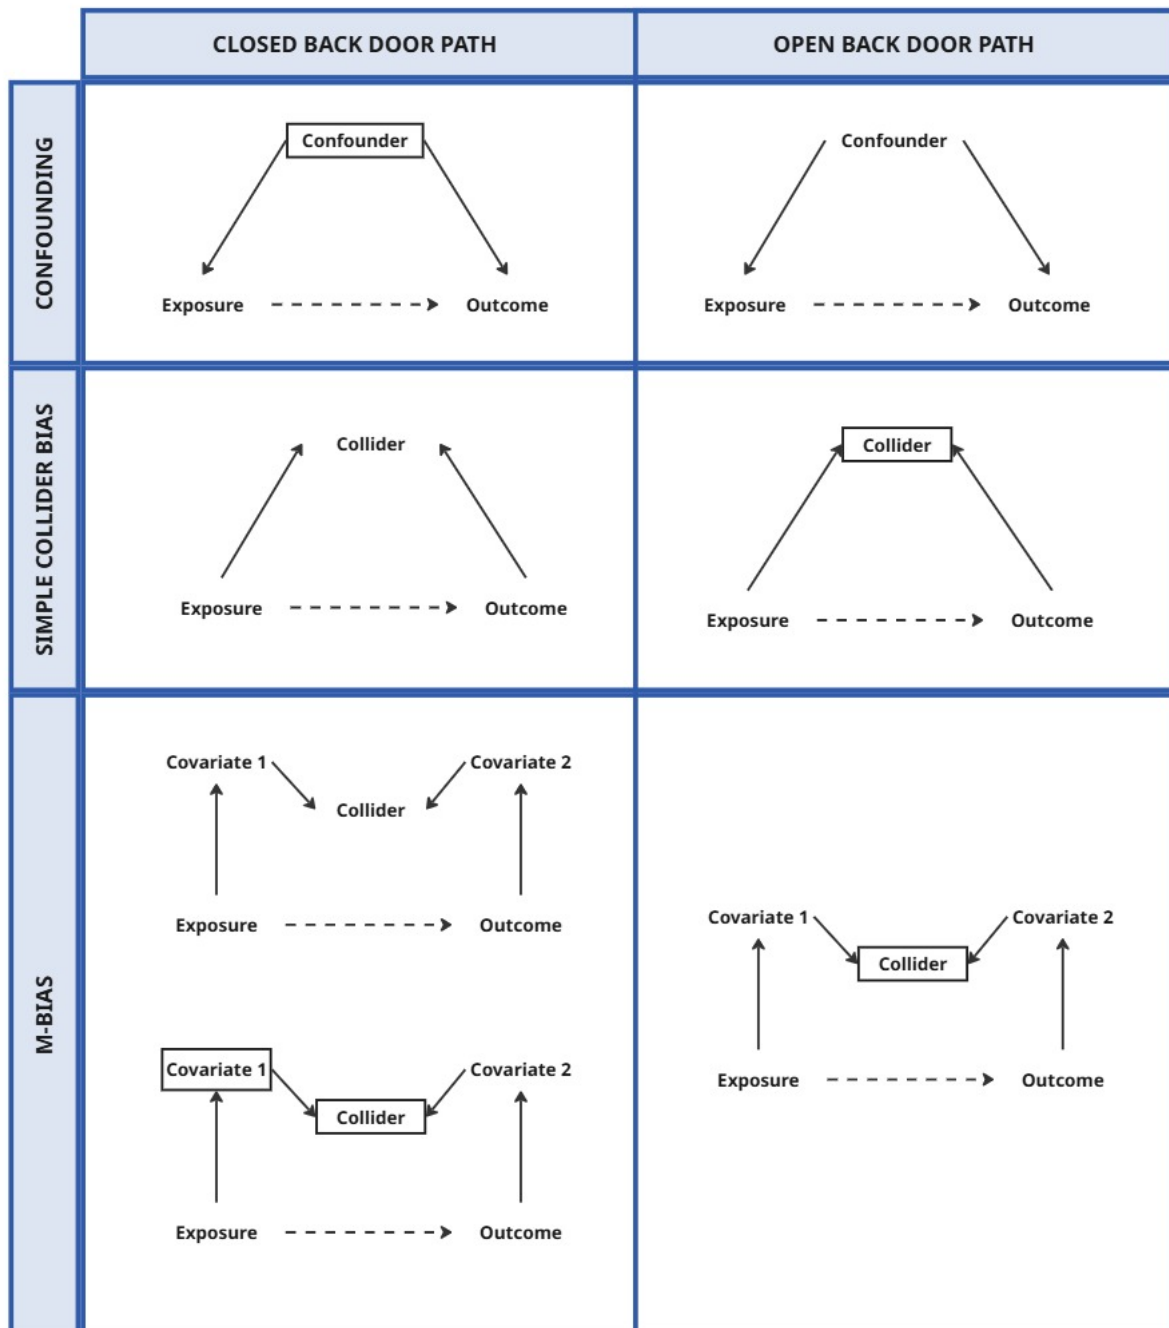 CLOSED BACK DOOR PATH
OPEN BACK DOOR PATH
CONFOUNDING
Confounder
Exposure
Outcome
Confounder
Exposure
Outcome
SIMPLE COLLIDER BIAS
Collider
Exposure
Outcome
Collider
Exposure
Outcome
M-BIAS
Covariate 1
Covariate 2
Collider
Exposure
Outcome
Covariate 1
Covariate 2
Collider
Exposure
Outcome
Covariate 1
Covariate 2
Collider
Exposure
Outcome